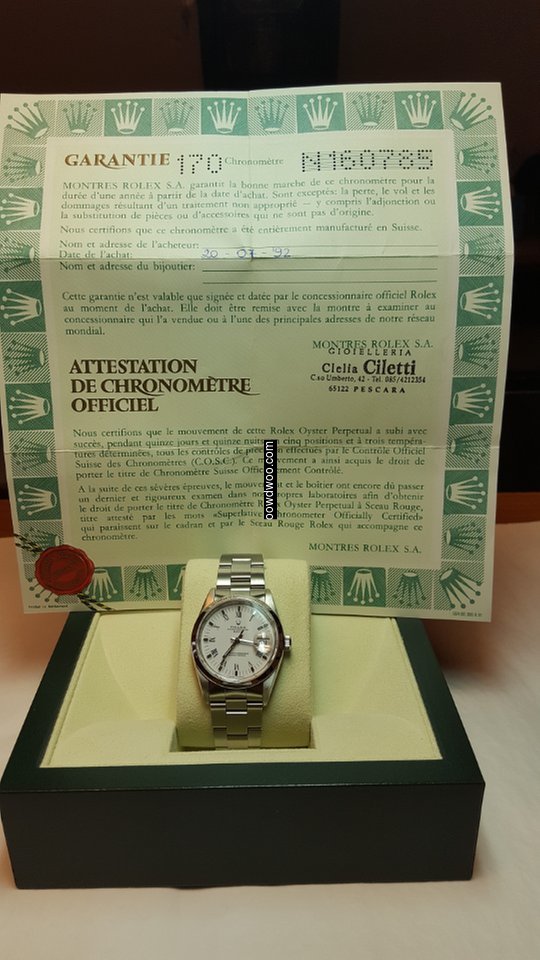 GARANTIE 170 Chronomètre N160785
MONTRES ROLEX S.A. garantit la bonne marche de ce chronomètre pour la
durée d'une année à partir de la date d'achat. Sont exceptés: la perte, le vol et les
dommages résultant d'un traitement non approprié – y compris l'adjonction ou
la substitution de pièces ou d'accessoires qui ne sont pas d'origine.
Nous certifions que ce chronomètre a été entièrement manufacturé en Suisse.
Nom et adresse de l'acheteur:
Date de l'achat: 20 - 07 - 92
Nom et adresse du bijoutier:
Cette garantie n'est valable que signée et datée par le concessionnaire officiel Rolex
au moment de l'achat. Elle doit être remise avec la montre à examiner au
concessionnaire qui l'a vendue ou à l'une des principales adresses de notre réseau
mondial.
MONTRES ROLEX S.A.
GIOIELLERIA
Clelia Ciletti
C.so Umberto, 42 - Tel. 085/4212354
65122 PESCARA
ATTESTATION
DE CHRONOMÈTRE
OFFICIEL
Nous certifions que le mouvement de cette Rolex Oyster Perpetual a subi avec
succès, pendant quinze jours et quinze nuits en cinq positions et à trois tempéra-
tures déterminées, tous les contrôles de précision effectués par le Contrôle Officiel
Suisse des Chronomètres (C.O.S.C.). Ce mouvement a ainsi acquis le droit de
porter le titre de Chronomètre Suisse Officiellement Contrôlé.
A la suite de ces sévères épreuves, le mouvement et le boîtier ont encore dû passer
un dernier et rigoureux examen dans nos propres laboratoires afin d'obtenir
le droit de porter le titre de Chronomètre Rolex Oyster Perpetual à Sceau Rouge,
titre attesté par les mots «Superlative Chronometer Officially Certified»
qui paraissent sur le cadran et par le Sceau Rouge Rolex qui accompagne ce
chronomètre.
MONTRES ROLEX S.A.
Printed in Switzerland
oowdwoo.com
ROLEX